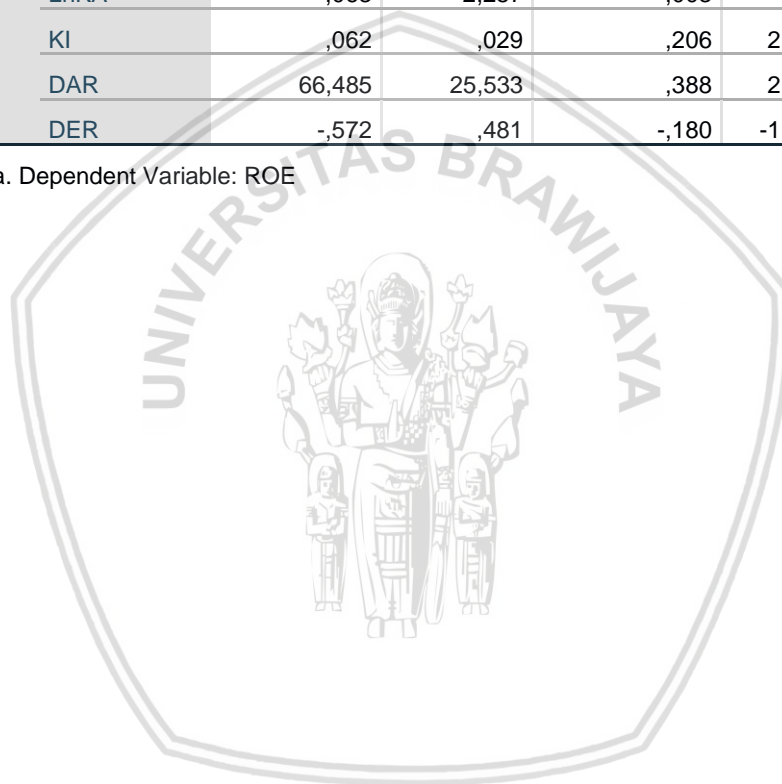 KI ,062 ,029 ,206 2
DAR 66,485 25,533 ,388 2
DER -,572 ,481 -,180 -1
a. Dependent Variable: ROE
UNIVERSITAS BRAWIJAYA